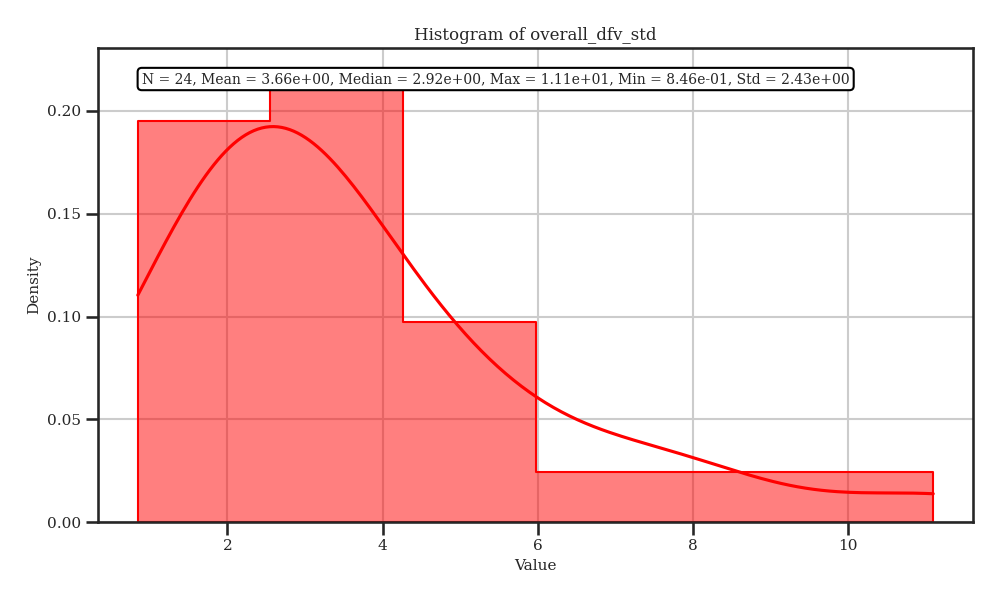 Histogram of overall_dfv_std
N = 24, Mean = 3.66e+00, Median = 2.92e+00, Max = 1.11e+01, Min = 8.46e-01, Std = 2.43e+00
0.20
0.15
0.10
0.05
0.00
Density
2 4 6 8 10
Value